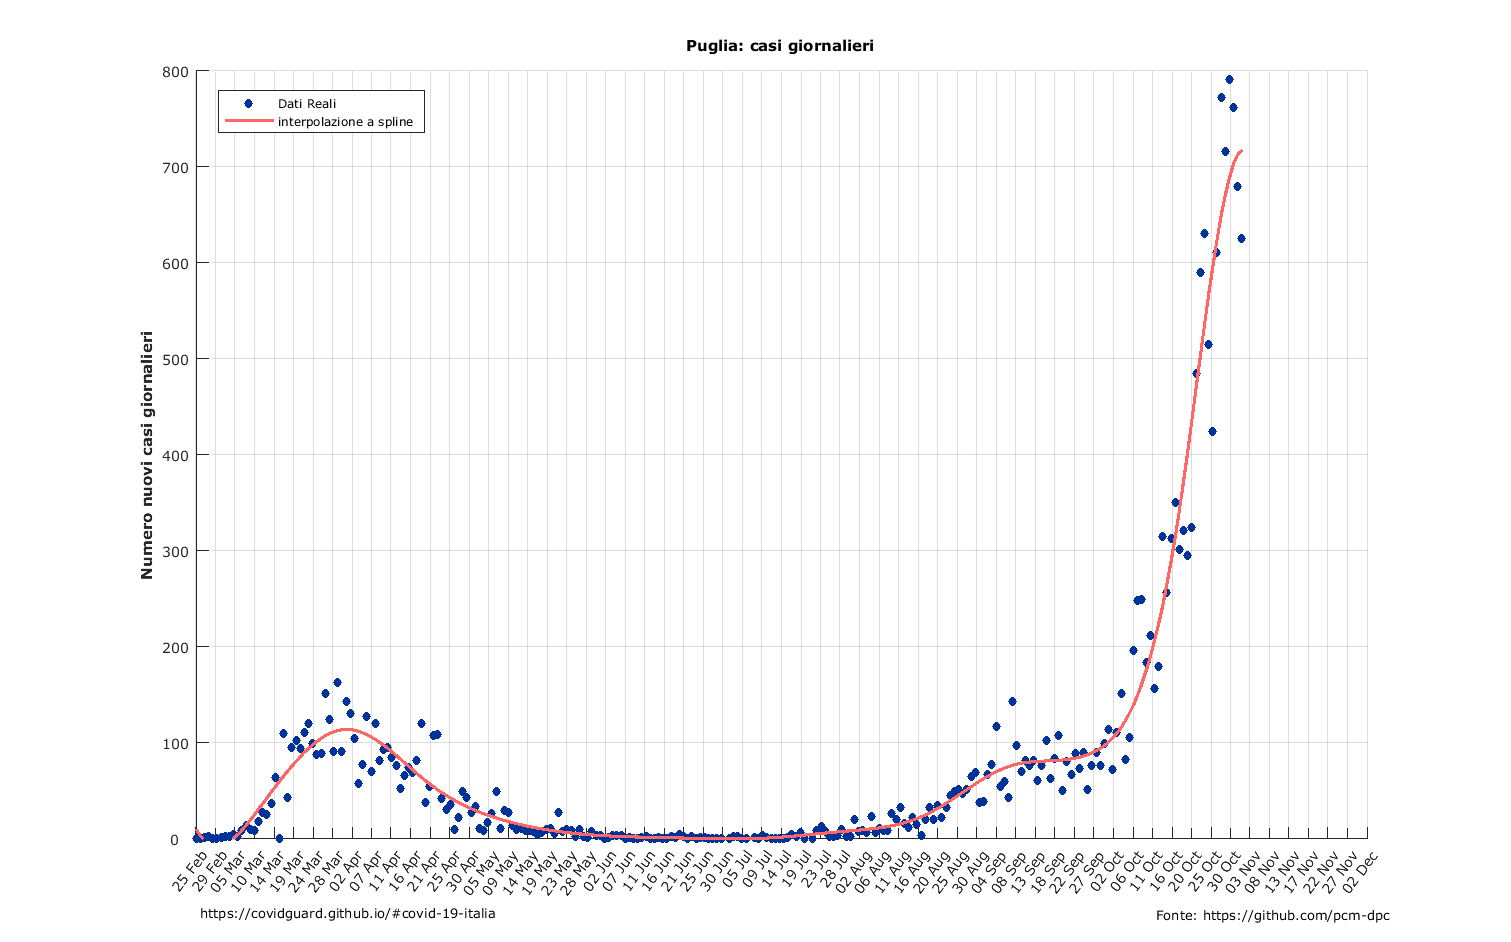 Puglia: casi giornalieri
Dati Reali
interpolazione a spline
Numero nuovi casi giornalieri
800
700
600
500
400
300
200
100
0
25 Feb
29 Feb
05 Mar
10 Mar
14 Mar
19 Mar
24 Mar
28 Mar
02 Apr
07 Apr
11 Apr
16 Apr
21 Apr
25 Apr
30 Apr
05 May
09 May
14 May
19 May
23 May
28 May
02 Jun
07 Jun
11 Jun
16 Jun
21 Jun
25 Jun
30 Jun
05 Jul
09 Jul
14 Jul
19 Jul
23 Jul
28 Jul
02 Aug
06 Aug
11 Aug
16 Aug
20 Aug
25 Aug
30 Aug
04 Sep
08 Sep
13 Sep
18 Sep
22 Sep
27 Sep
02 Oct
06 Oct
11 Oct
16 Oct
20 Oct
25 Oct
30 Oct
03 Nov
08 Nov
13 Nov
17 Nov
22 Nov
27 Nov
02 Dec
https://covidguard.github.io/#covid-19-italia
Fonte: https://github.com/pcm-dpc